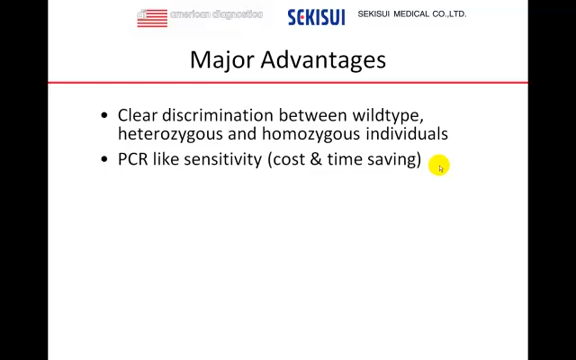 american diagnostica
SEKISUI
SEKISUI MEDICAL CO., LTD.
Major Advantages
• Clear discrimination between wildtype,
heterozygous and homozygous individuals
• PCR like sensitivity (cost & time saving)